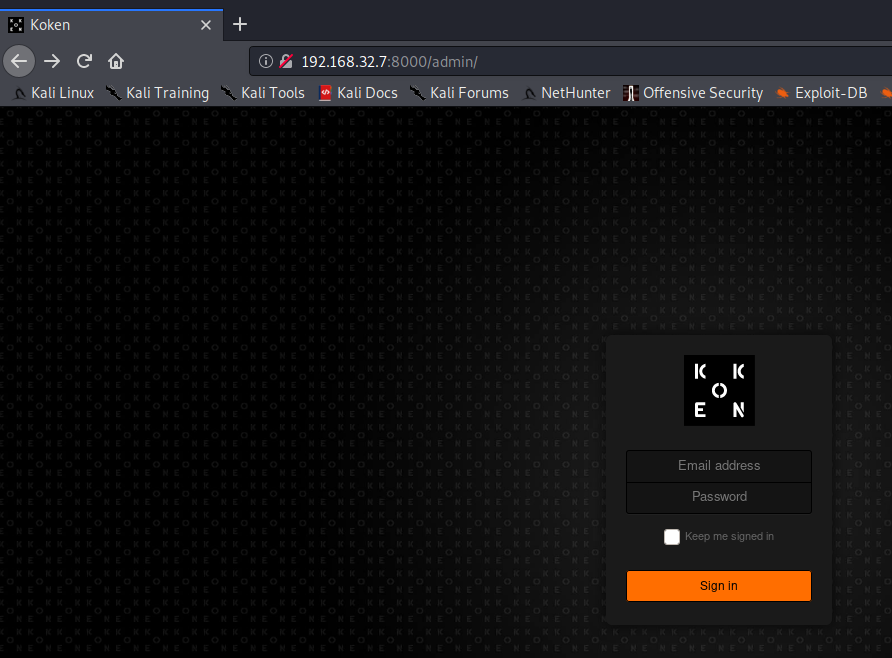 Koken
192.168.32.7:8000/admin/
Kali Linux Kali Training Kali Tools Kali Docs Kali Forums NetHunter Offensive Security Exploit-DB
K K
O
E N
Email address
Password
Keep me signed in
Sign in